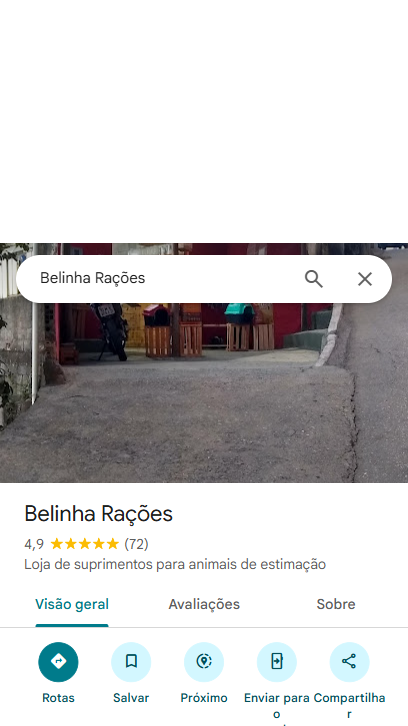 Belinha Rações
Belinha Rações
4,9 ★★★★★ (72)
Loja de suprimentos para animais de estimação
Visão geral Avaliações Sobre
Rotas Salvar Próximo Enviar para o Compartilhar